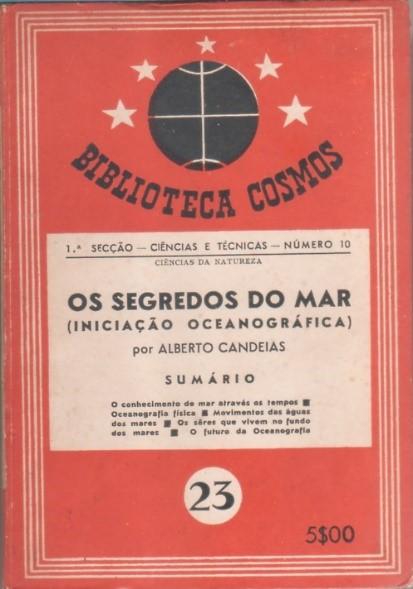 BIBLIOTECA COSMOS
1.ª SECÇÃO — CIÊNCIAS E TÉCNICAS — NÚMERO 10
CIÊNCIAS DA NATUREZA
OS SEGREDOS DO MAR
(INICIAÇÃO OCEANOGRÁFICA)
por ALBERTO CANDEIAS
SUMÁRIO
O conhecimento do mar através os tempos ■
Oceanografia física ■ Movimentos das águas
dos mares ■ Os sêres que vivem no fundo
dos mares ■ O futuro da Oceanografia
23
5$00